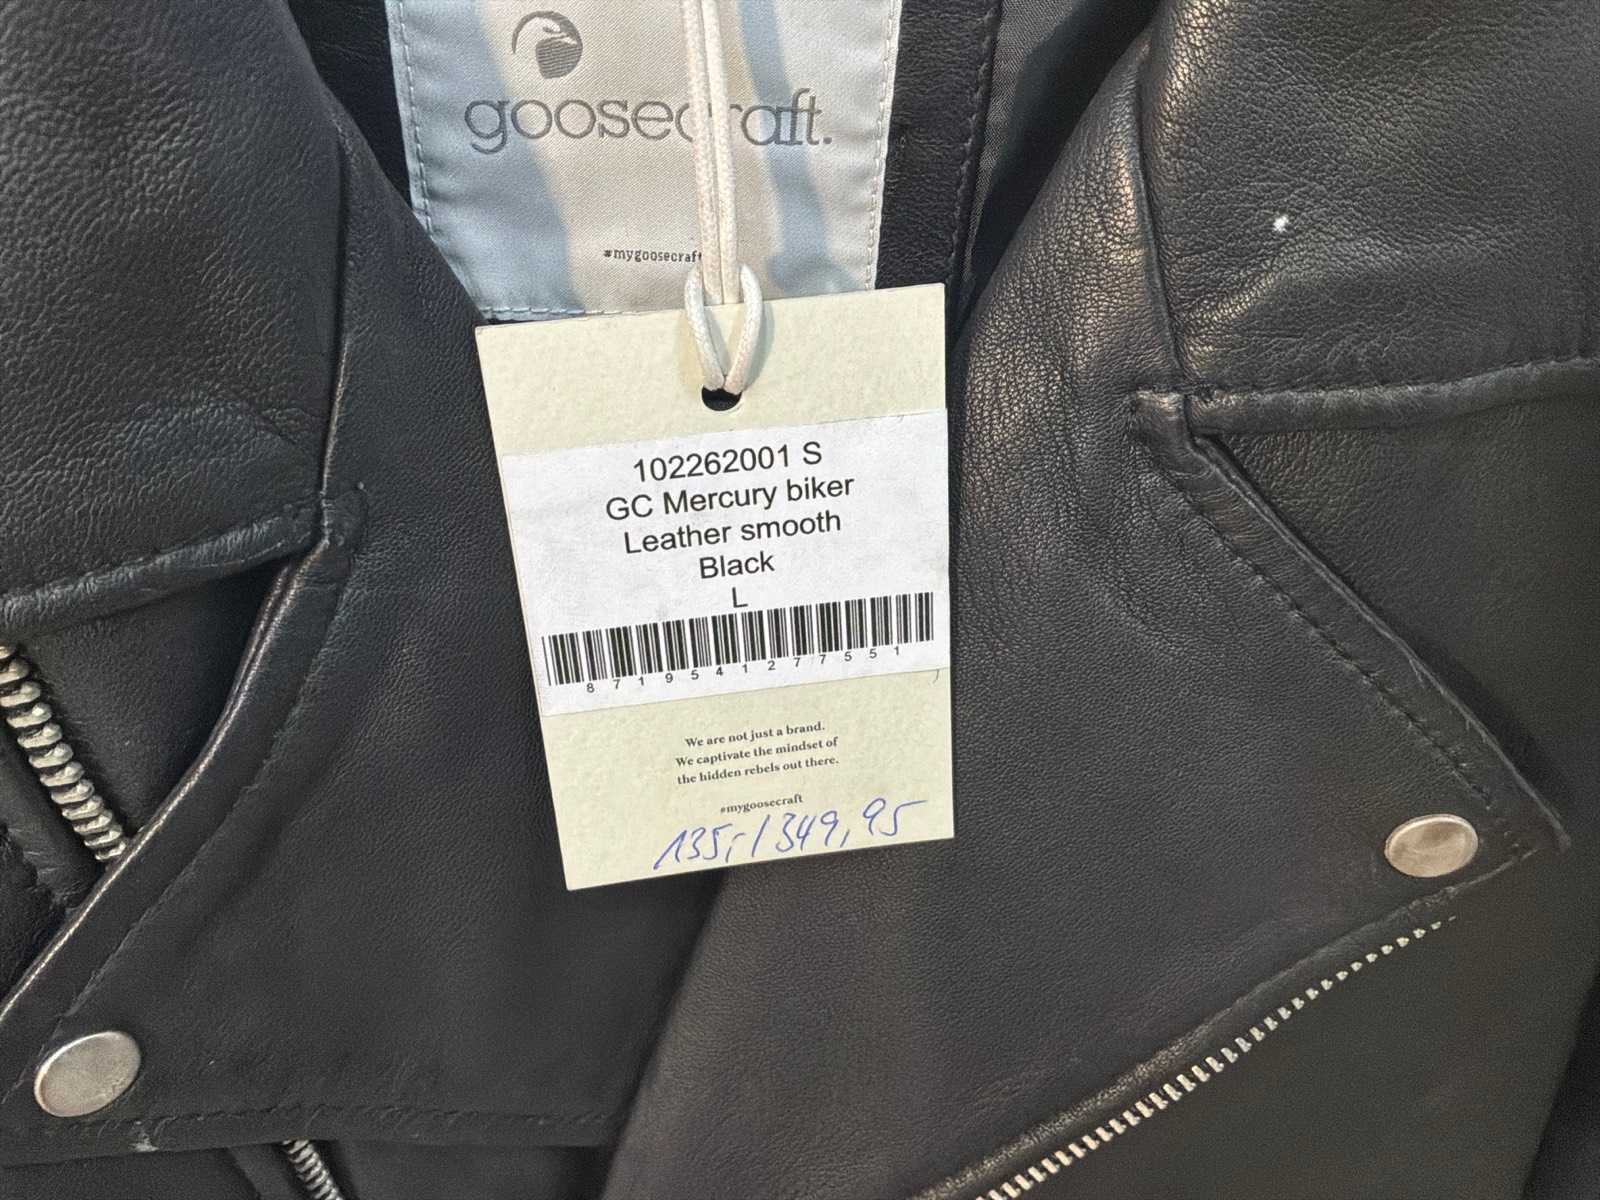 goosecraft.
#mygoosecraft
102262001 S
GC Mercury biker
Leather smooth
Black
L
8719541277551
We are not just a brand.
We captivate the mindset of
the hidden rebels out there.
#mygoosecraft
135,-/349,95